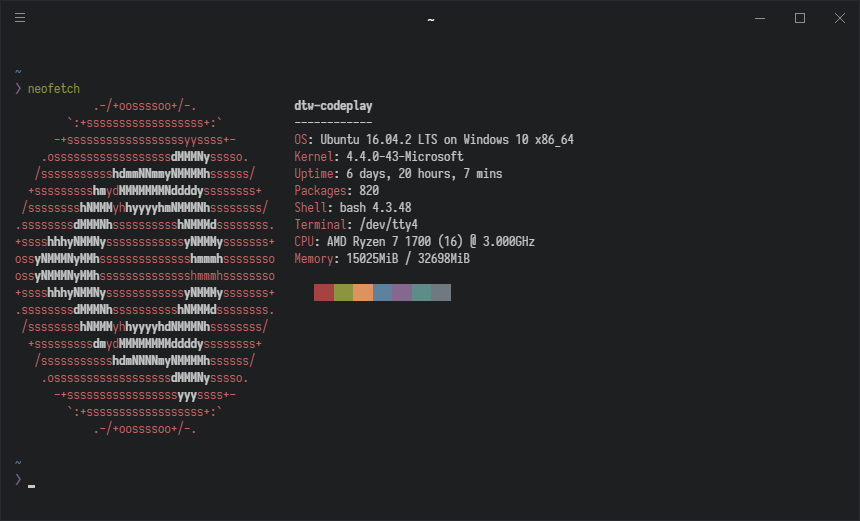 ~
~
❯ neofetch
.-/+oossssoo+/-.
`:+ssssssssssssssssss+:`
-+ssssssssssssssssssyyssss+-
.ossssssssssssssssssdMMMNysssso.
/ssssssssssshdmmNNmmyNMMMMhssssss/
+ssssssssshmydMMMMMMMNddddyssssssss+
/sssssssshNMMMyhhyyyyhmNMMMNhssssssss/
.ssssssssdMMMNhsssssssssshNMMMdssssssss.
+sssshhhyNMMNyssssssssssssyNMMMysssssss+
ossyNMMMNyMMhsssssssssssssshmmmhssssssso
ossyNMMMNyMMhsssssssssssssshmmmhssssssso
+sssshhhyNMMNyssssssssssssyNMMMysssssss+
.ssssssssdMMMNhsssssssssshNMMMdssssssss.
/sssssssshNMMMyhhyyyyhdNMMMNhssssssss/
+sssssssssdmydMMMMMMMMddddyssssssss+
/ssssssssssshdmNNNNmyNMMMMhssssss/
.ossssssssssssssssssdMMMNysssso.
-+sssssssssssssssssyyyssss+-
`:+ssssssssssssssssss+:`
.-/+oossssoo+/-.
dtw-codeplay
------------
OS: Ubuntu 16.04.2 LTS on Windows 10 x86_64
Kernel: 4.4.0-43-Microsoft
Uptime: 6 days, 20 hours, 7 mins
Packages: 820
Shell: bash 4.3.48
Terminal: /dev/tty4
CPU: AMD Ryzen 7 1700 (16) @ 3.000GHz
Memory: 15025MiB / 32698MiB
~
❯